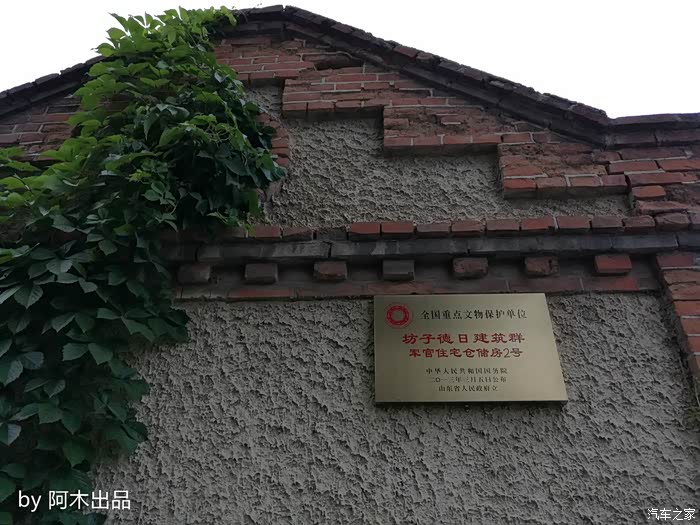 全国重点文物保护单位
坊子德日建筑群
军官住宅仓储房2号
中华人民共和国国务院
二〇一三年三月五日公布
山东省人民政府立
by 阿木出品
汽车之家